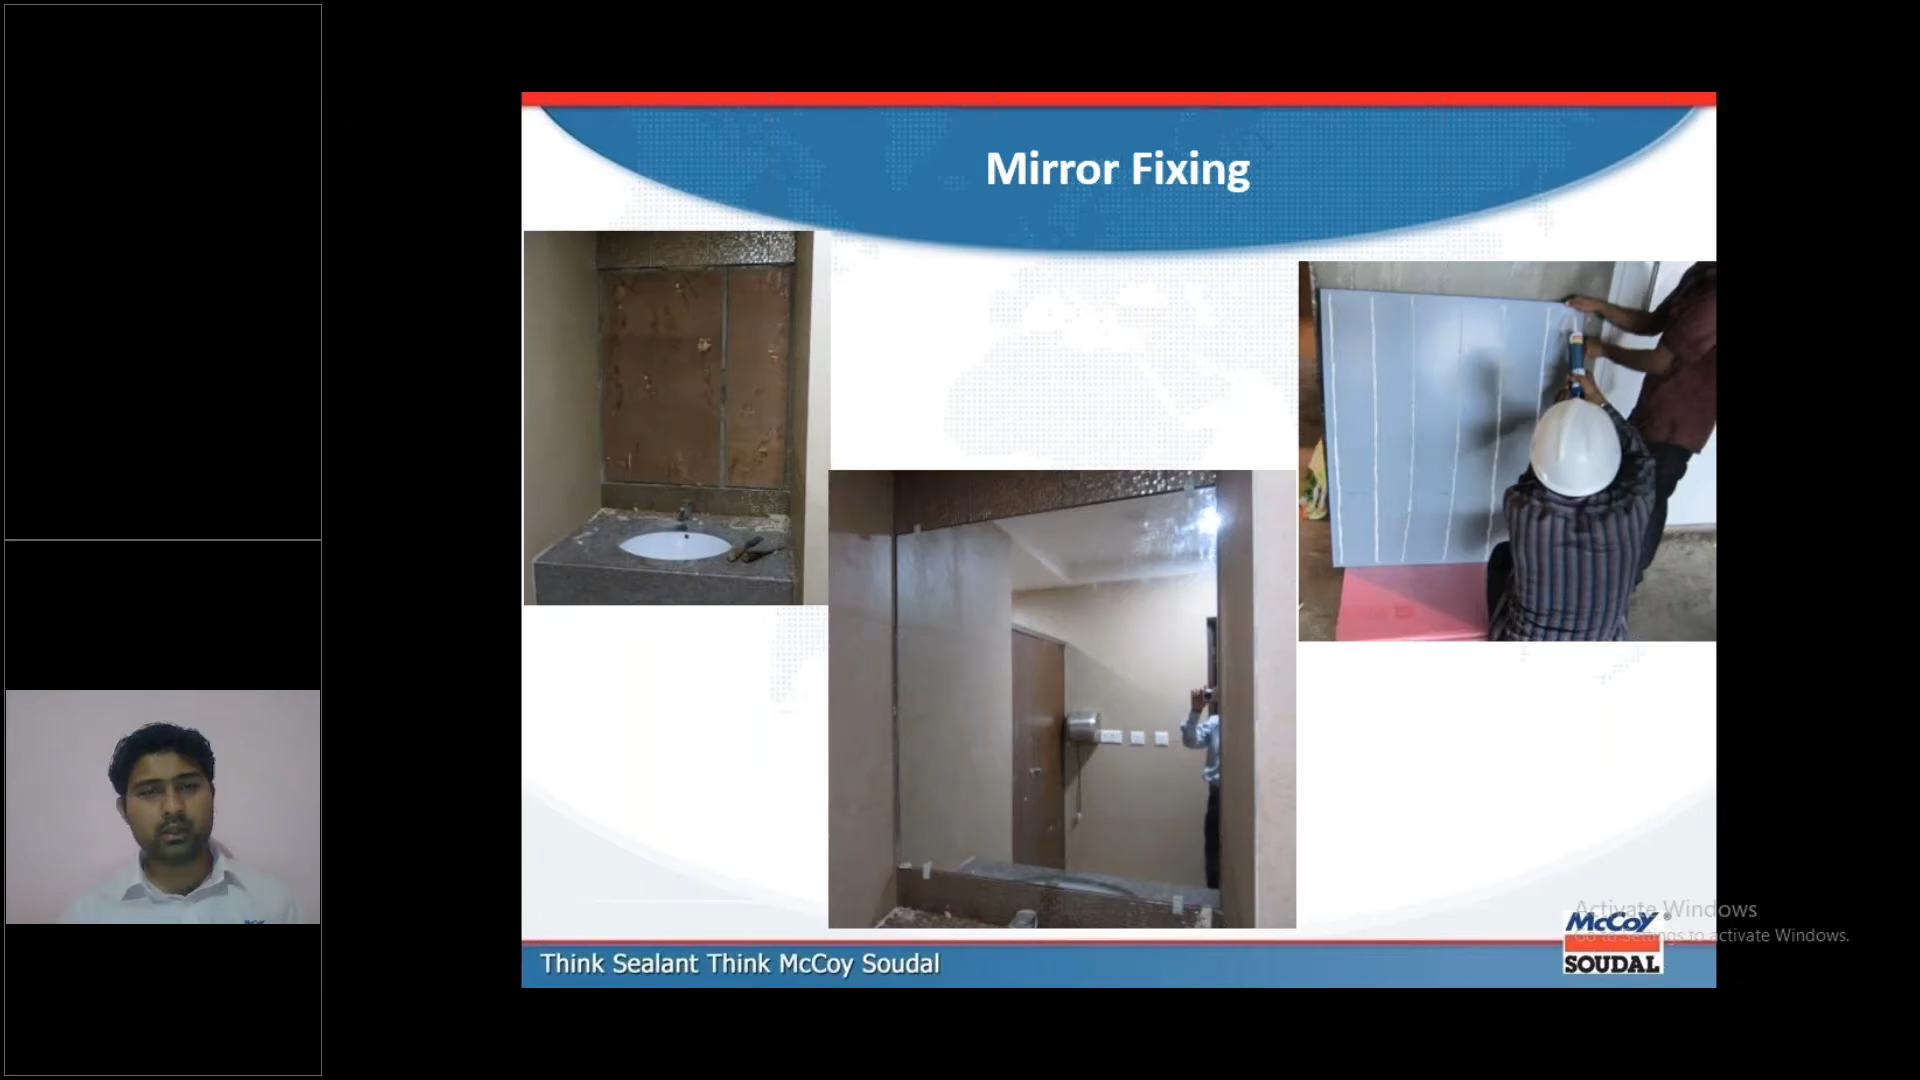 Mirror Fixing
Think Sealant Think McCoy Soudal
McCoy
SOUDAL
Activate Windows
Go to Settings to activate Windows.